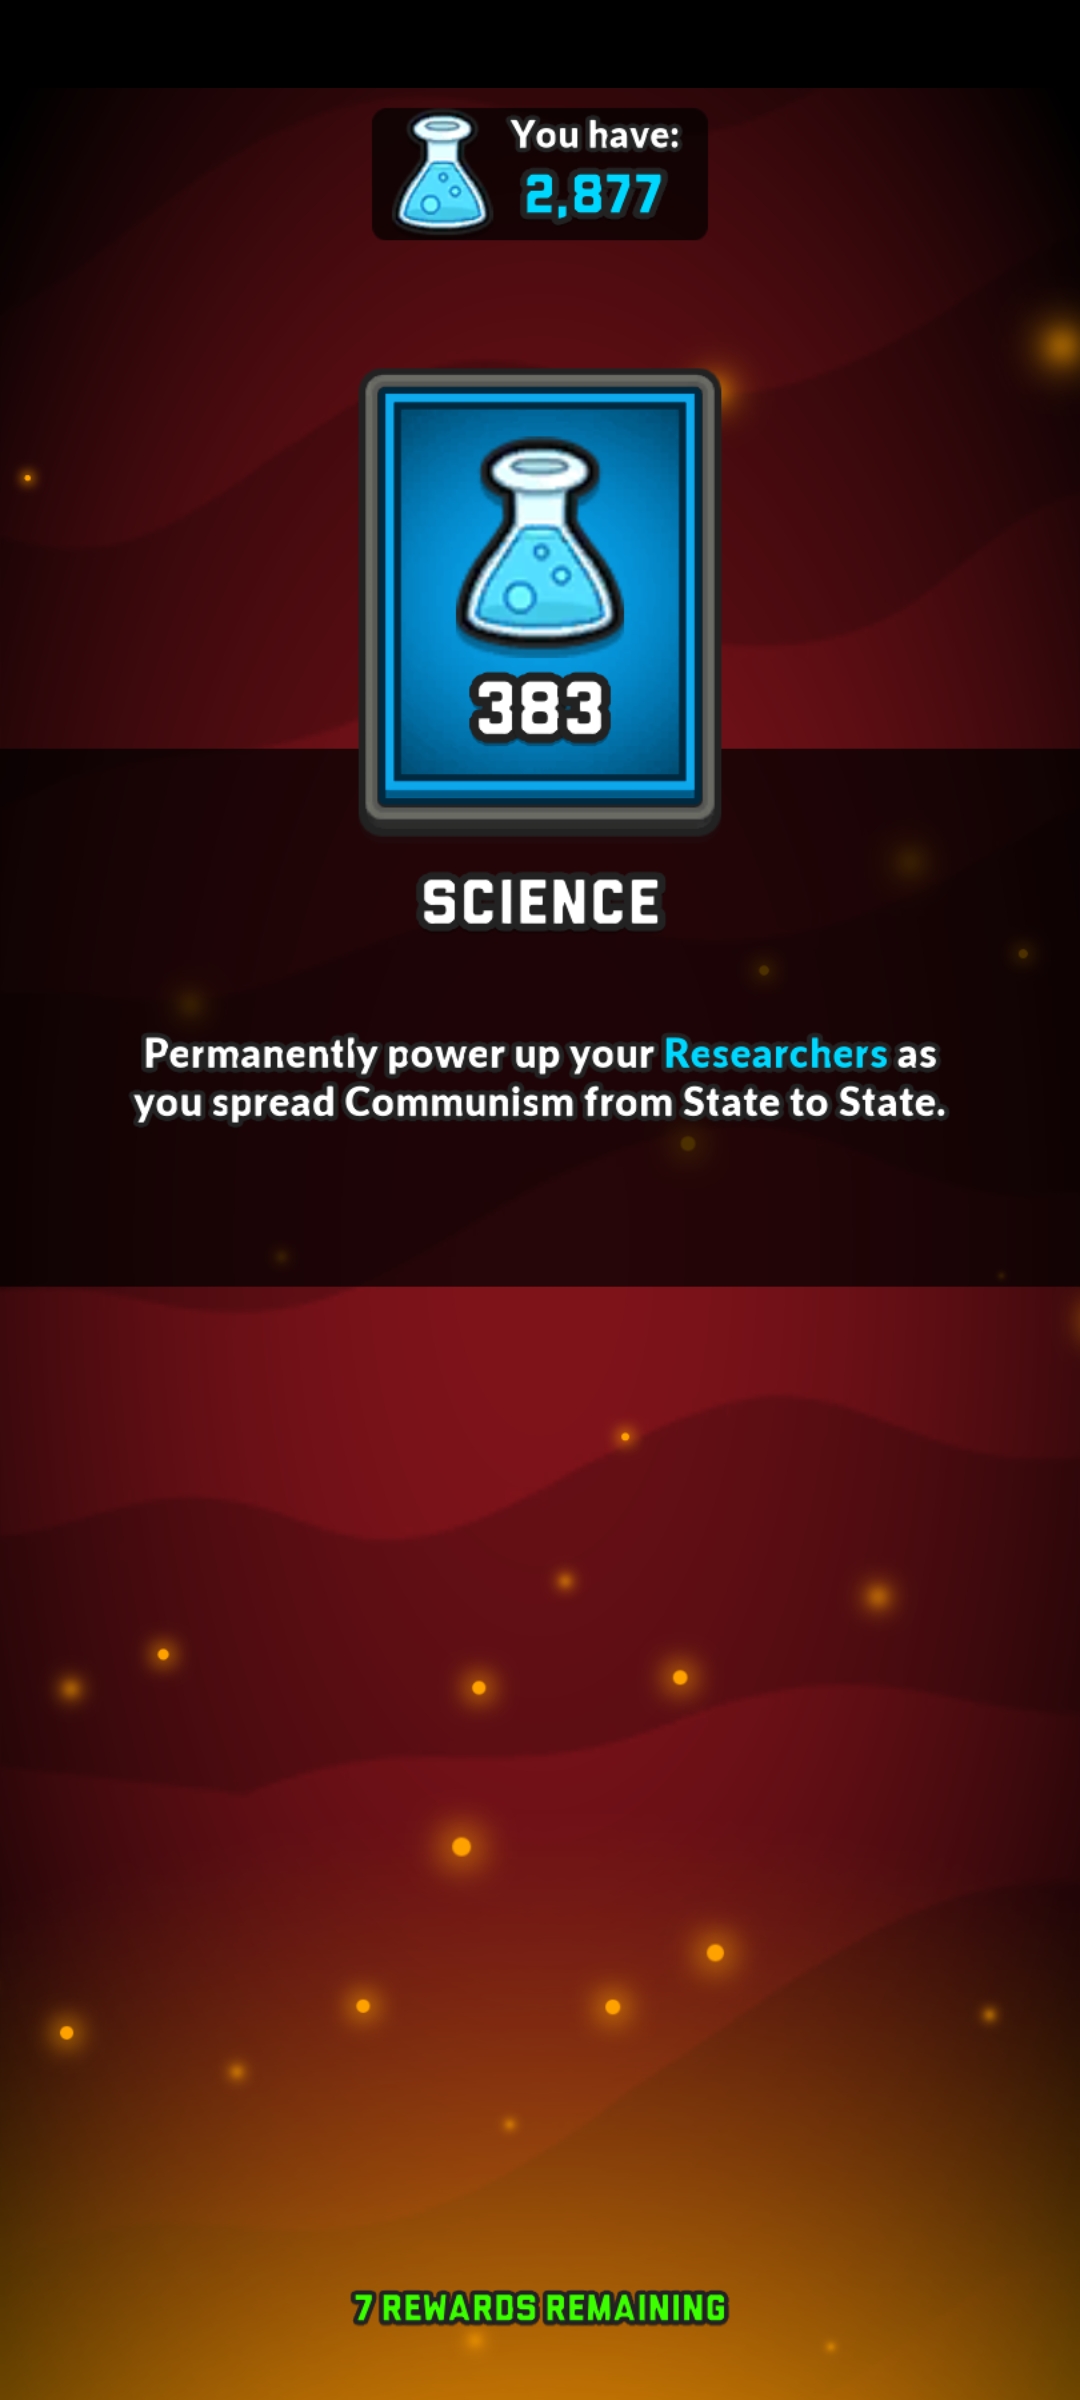 You have:
2,877
383
SCIENCE
Permanently power up your Researchers as
you spread Communism from State to State.
7 REWARDS REMAINING